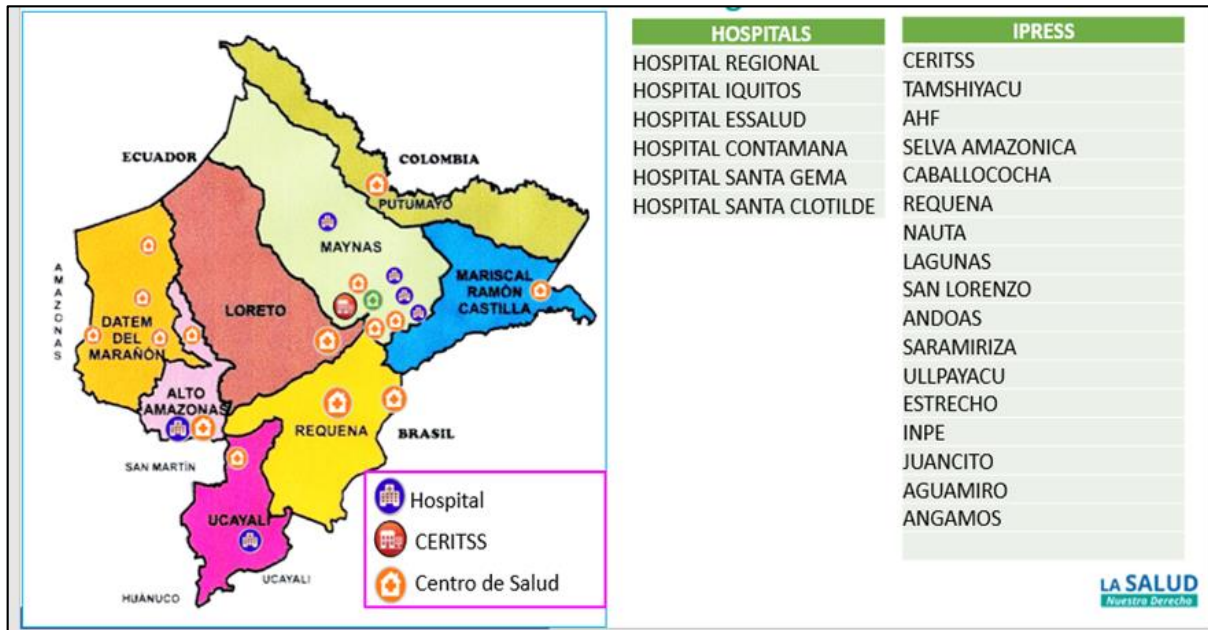 ECUADOR
COLOMBIA
PUTUMAYO
MAYNAS
AMAZONAS
LORETO
MARISCAL
RAMÓN
CASTILLA
DATEM
DEL
MARAÑÓN
ALTO
AMAZONAS
REQUENA
BRASIL
SAN MARTÍN
UCAYALI
UCAYALI
HUÁNUCO
Hospital
CERITSS
Centro de Salud
HOSPITALS
HOSPITAL REGIONAL
HOSPITAL IQUITOS
HOSPITAL ESSALUD
HOSPITAL CONTAMANA
HOSPITAL SANTA GEMA
HOSPITAL SANTA CLOTILDE
IPRESS
CERITSS
TAMSHIYACU
AHF
SELVA AMAZONICA
CABALLOCOCHA
REQUENA
NAUTA
LAGUNAS
SAN LORENZO
ANDOAS
SARAMIRIZA
ULLPAYACU
ESTRECHO
INPE
JUANCITO
AGUAMIRO
ANGAMOS
LA SALUD
Nuestro Derecho